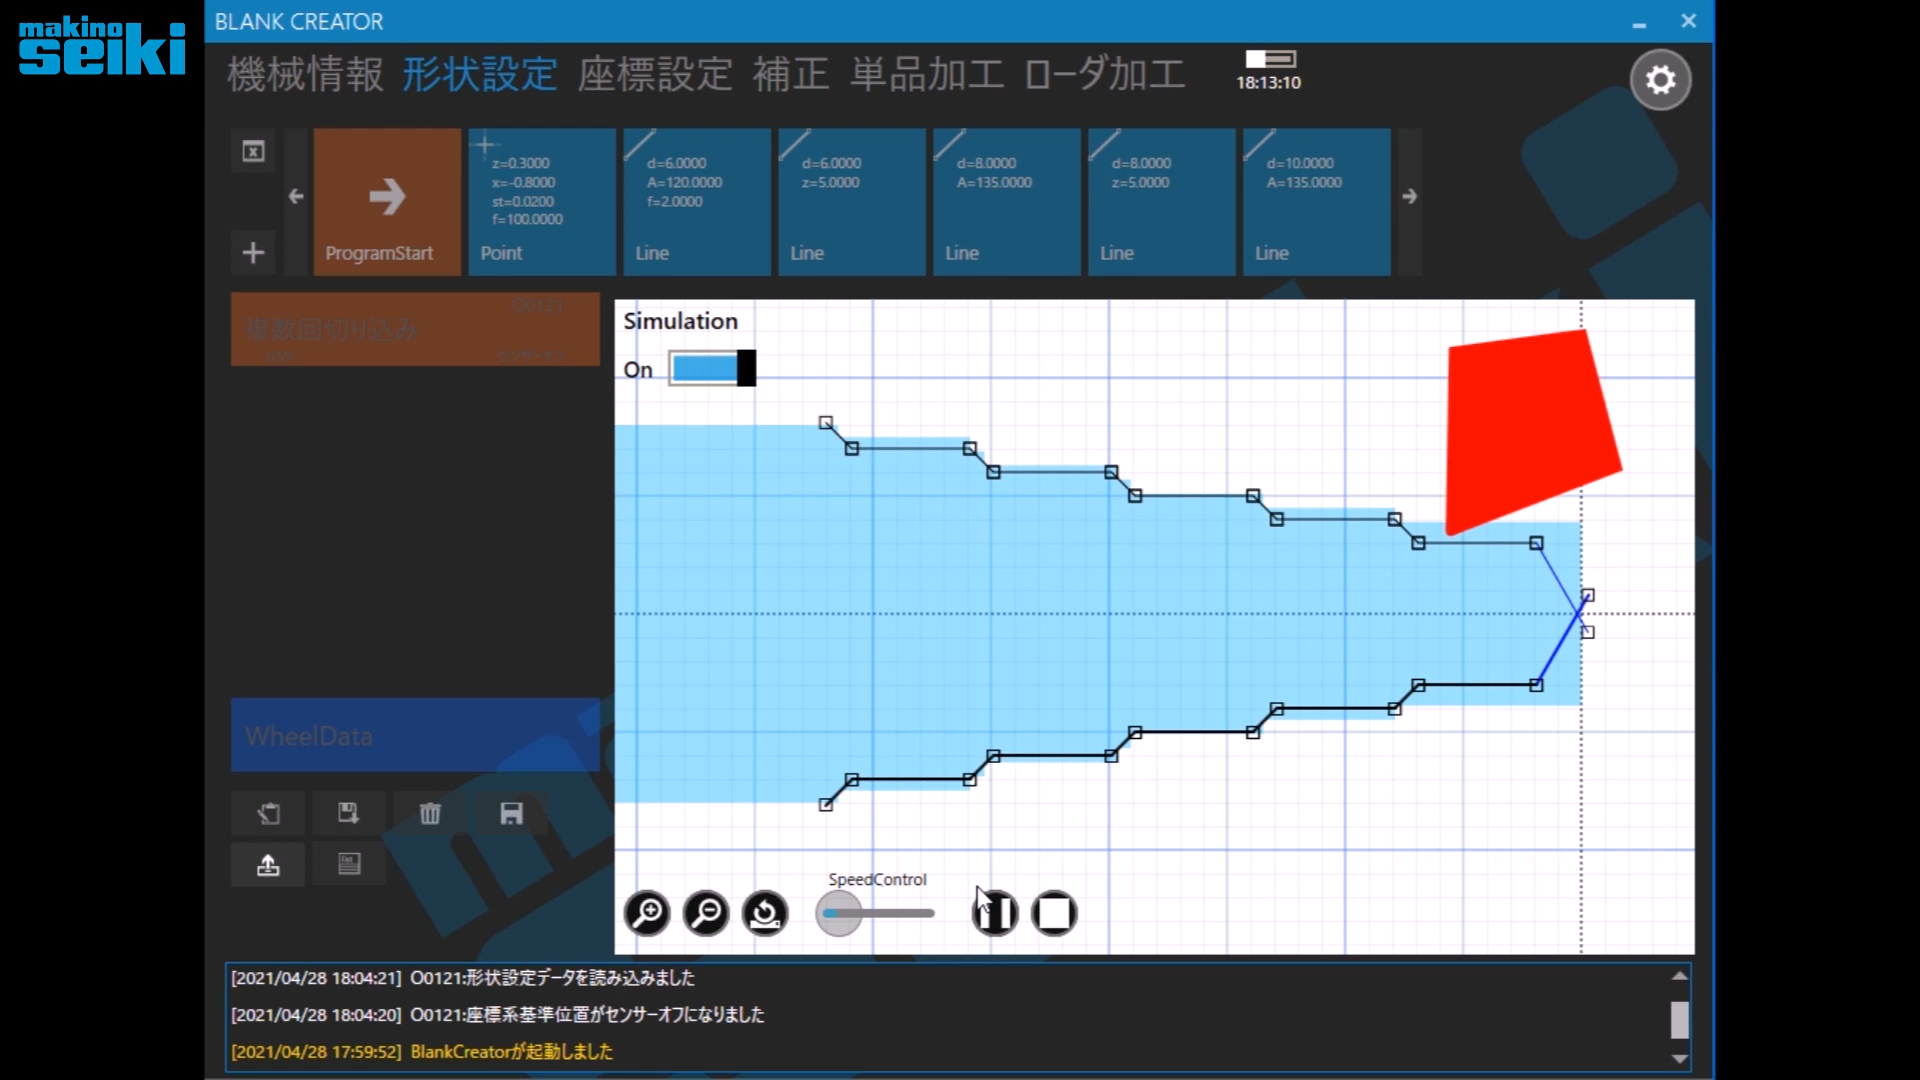 makino
seiki
BLANK CREATOR
機械情報 形状設定 座標設定 補正 単品加工 ローダ加工
18:13:10
ProgramStart
z=0.3000
x=-0.8000
st=0.0200
f=100.0000
Point
d=6.0000
A=120.0000
f=2.0000
Line
d=6.0000
z=5.0000
Line
d=8.0000
A=135.0000
Line
d=8.0000
z=5.0000
Line
d=10.0000
A=135.0000
Line
O0121
複数回切り込み
Simulation
On
WheelData
SpeedControl
[2021/04/28 18:04:21] O0121:形状設定データを読み込みました
[2021/04/28 18:04:20] O0121:座標系基準位置がセンサーオフになりました
[2021/04/28 17:59:52] BlankCreatorが起動しました